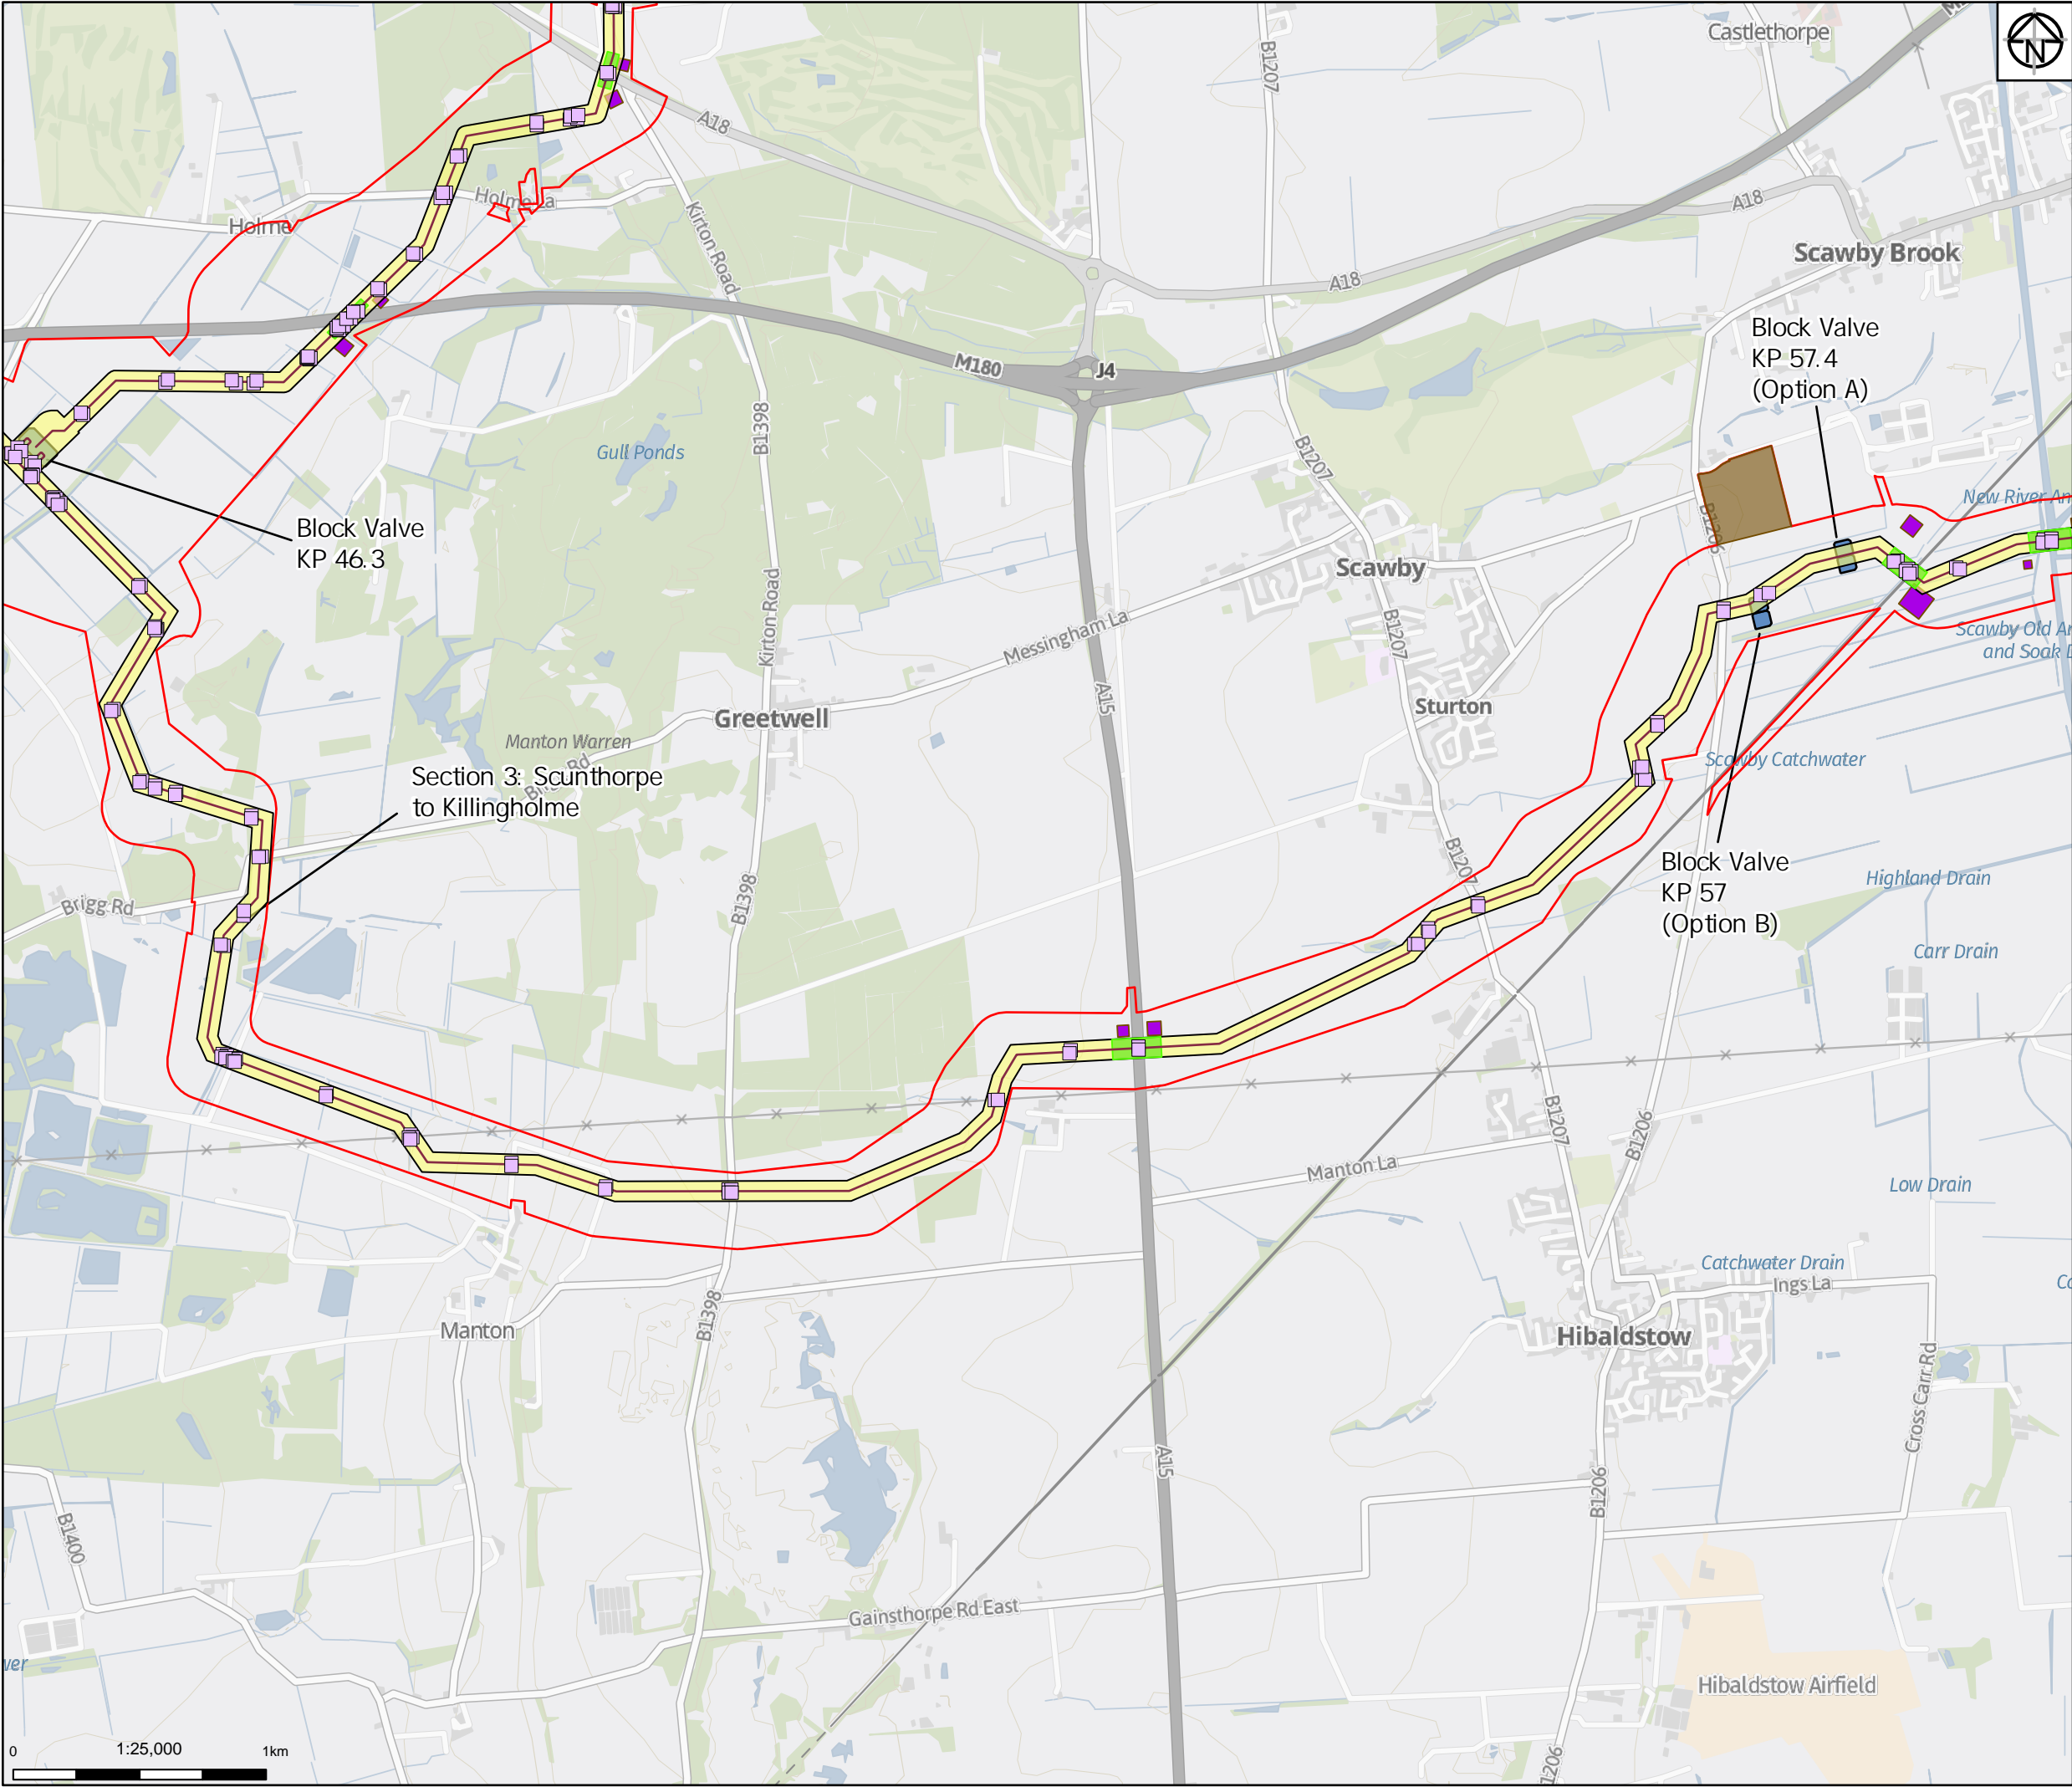 Castlethorpe
N
B1207
A18
A18
Holme La
Holme
Kirton Road
Scawby Brook
A18
Block Valve
KP 57.4
(Option A)
M180
J4
B1398
B1207
Gull Ponds
New River An
B1206
Block Valve
KP 46.3
Scawby
Kirton Road
B1207
Messingham La
Scawby Old A
and Soak D
A15
Greetwell
Sturton
Manton Warren
Scawby Catchwater
Section 3: Scunthorpe
to Killingholme
B1207
Block Valve
KP 57
(Option B)
Highland Drain
B1398
Brigg Rd
Carr Drain
B1207
B1206
Manton La
Low Drain
Catchwater Drain
Ings La
B1398
Manton
Hibaldstow
Cross Carr Rd
A15
B1206
B1400
Gainsthorpe Rd East
wer
Hibaldstow Airfield
0
1:25,000
1km
1206